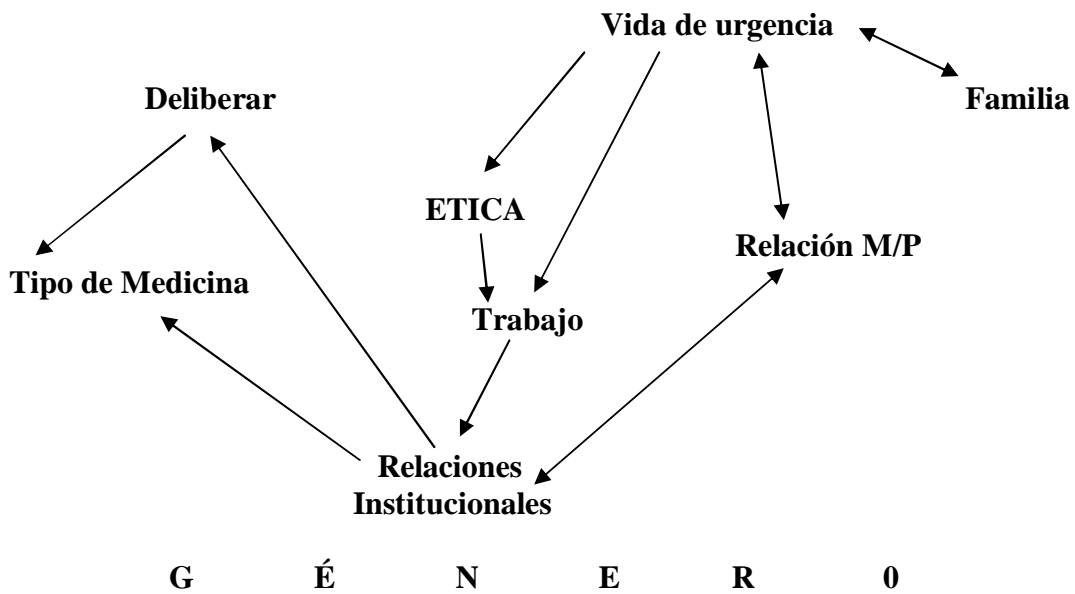 Vida de urgencia
Deliberar
Familia
ETICA
Relación M/P
Tipo de Medicina
Trabajo
Relaciones
Institucionales
G É N E R 0